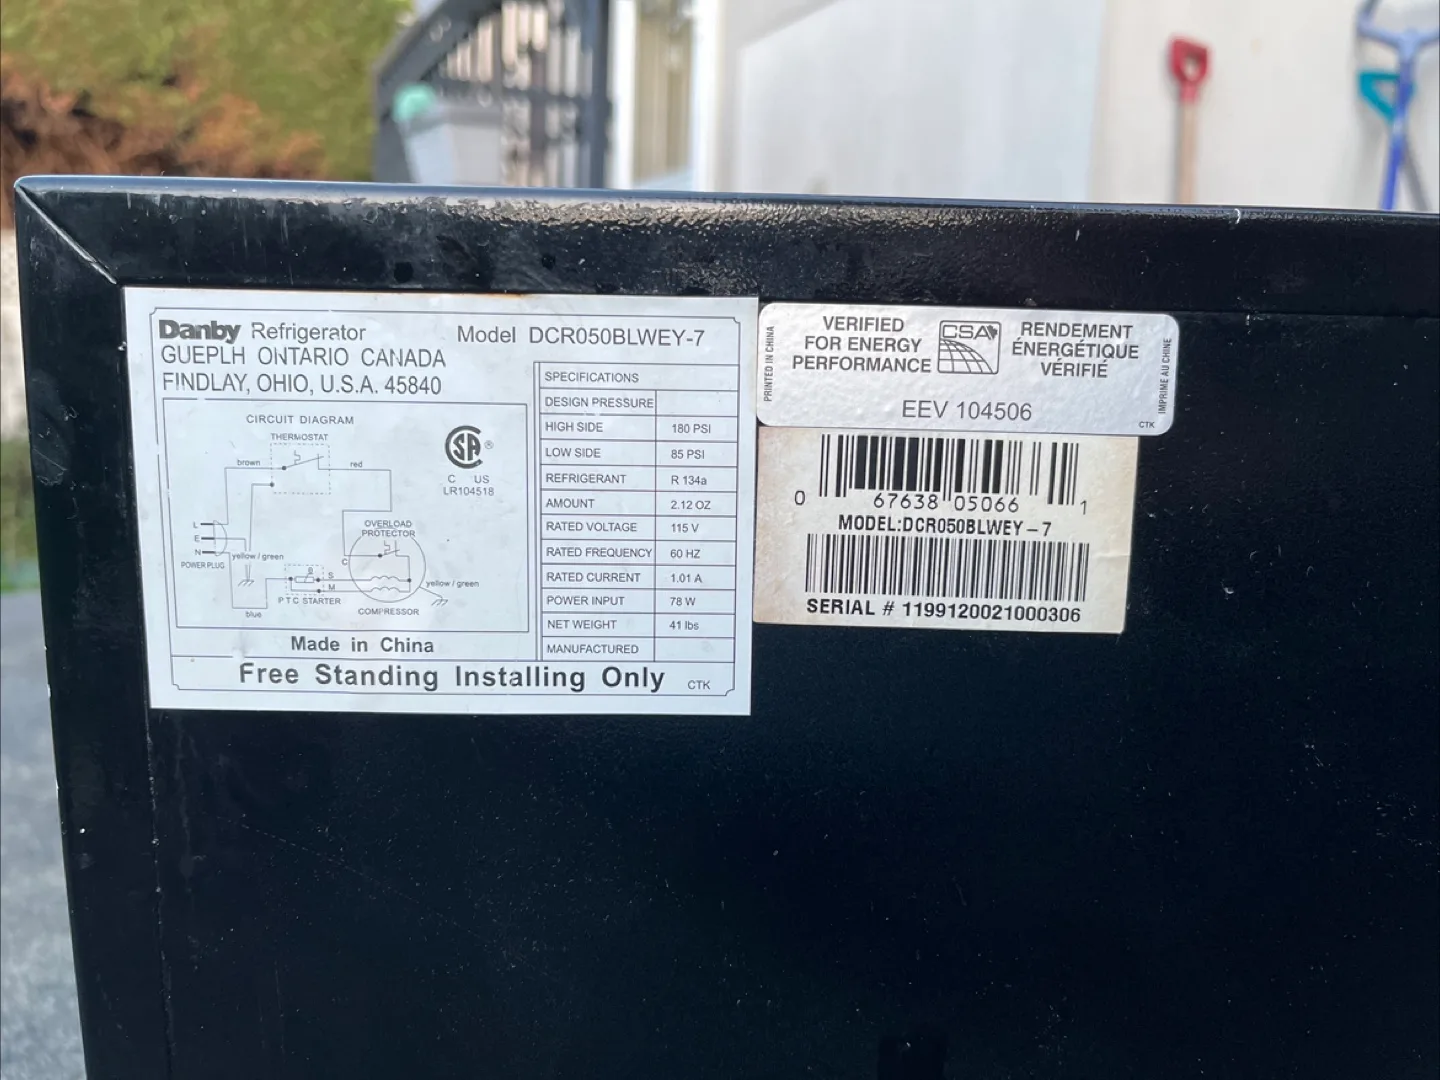 Danby Refrigerator Model DCR050BLWEY-7
GUEPLH ONTARIO CANADA
FINDLAY, OHIO, U.S.A. 45840
CIRCUIT DIAGRAM
THERMOSTAT
brown
red
SA ®
C US
LR104518
L
E
N
POWER PLUG
yellow / green
OVERLOAD
PROTECTOR
C
θ
S
M
PTC STARTER
blue
yellow / green
COMPRESSOR
Made in China
SPECIFICATIONS
DESIGN PRESSURE
HIGH SIDE 180 PSI
LOW SIDE 85 PSI
REFRIGERANT R 134a
AMOUNT 2.12 OZ
RATED VOLTAGE 115 V
RATED FREQUENCY 60 HZ
RATED CURRENT 1.01 A
POWER INPUT 78 W
NET WEIGHT 41 lbs
MANUFACTURED
Free Standing Installing Only CTK
PRINTED IN CHINA
VERIFIED
FOR ENERGY
PERFORMANCE
CSA
RENDEMENT
ÉNERGÉTIQUE
VÉRIFIÉ
IMPRIME AU CHINE
EEV 104506
CTK
0 67638 05066 1
MODEL:DCR050BLWEY-7
SERIAL # 1199120021000306